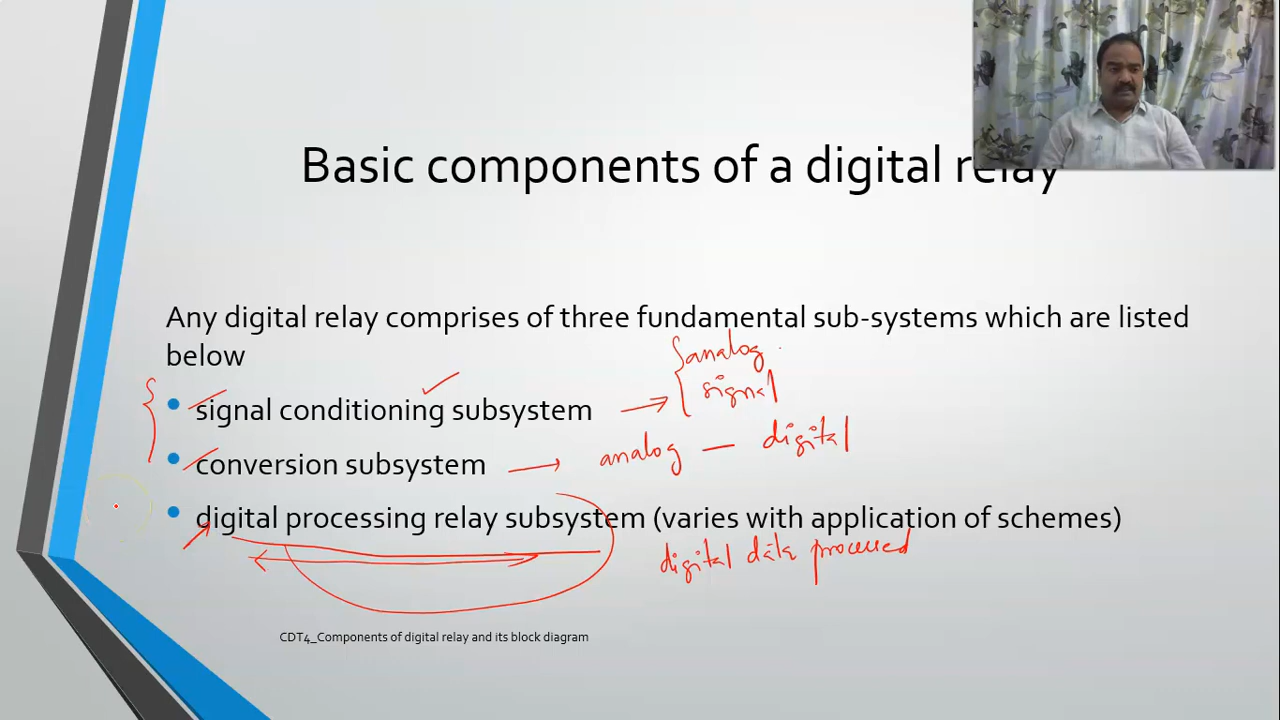 Basic components of a digital relay
Any digital relay comprises of three fundamental sub-systems which are listed
below
analog
signal
• signal conditioning subsystem
• conversion subsystem
analog — digital
• digital processing relay subsystem (varies with application of schemes)
digital data processed
CDT4_Components of digital relay and its block diagram